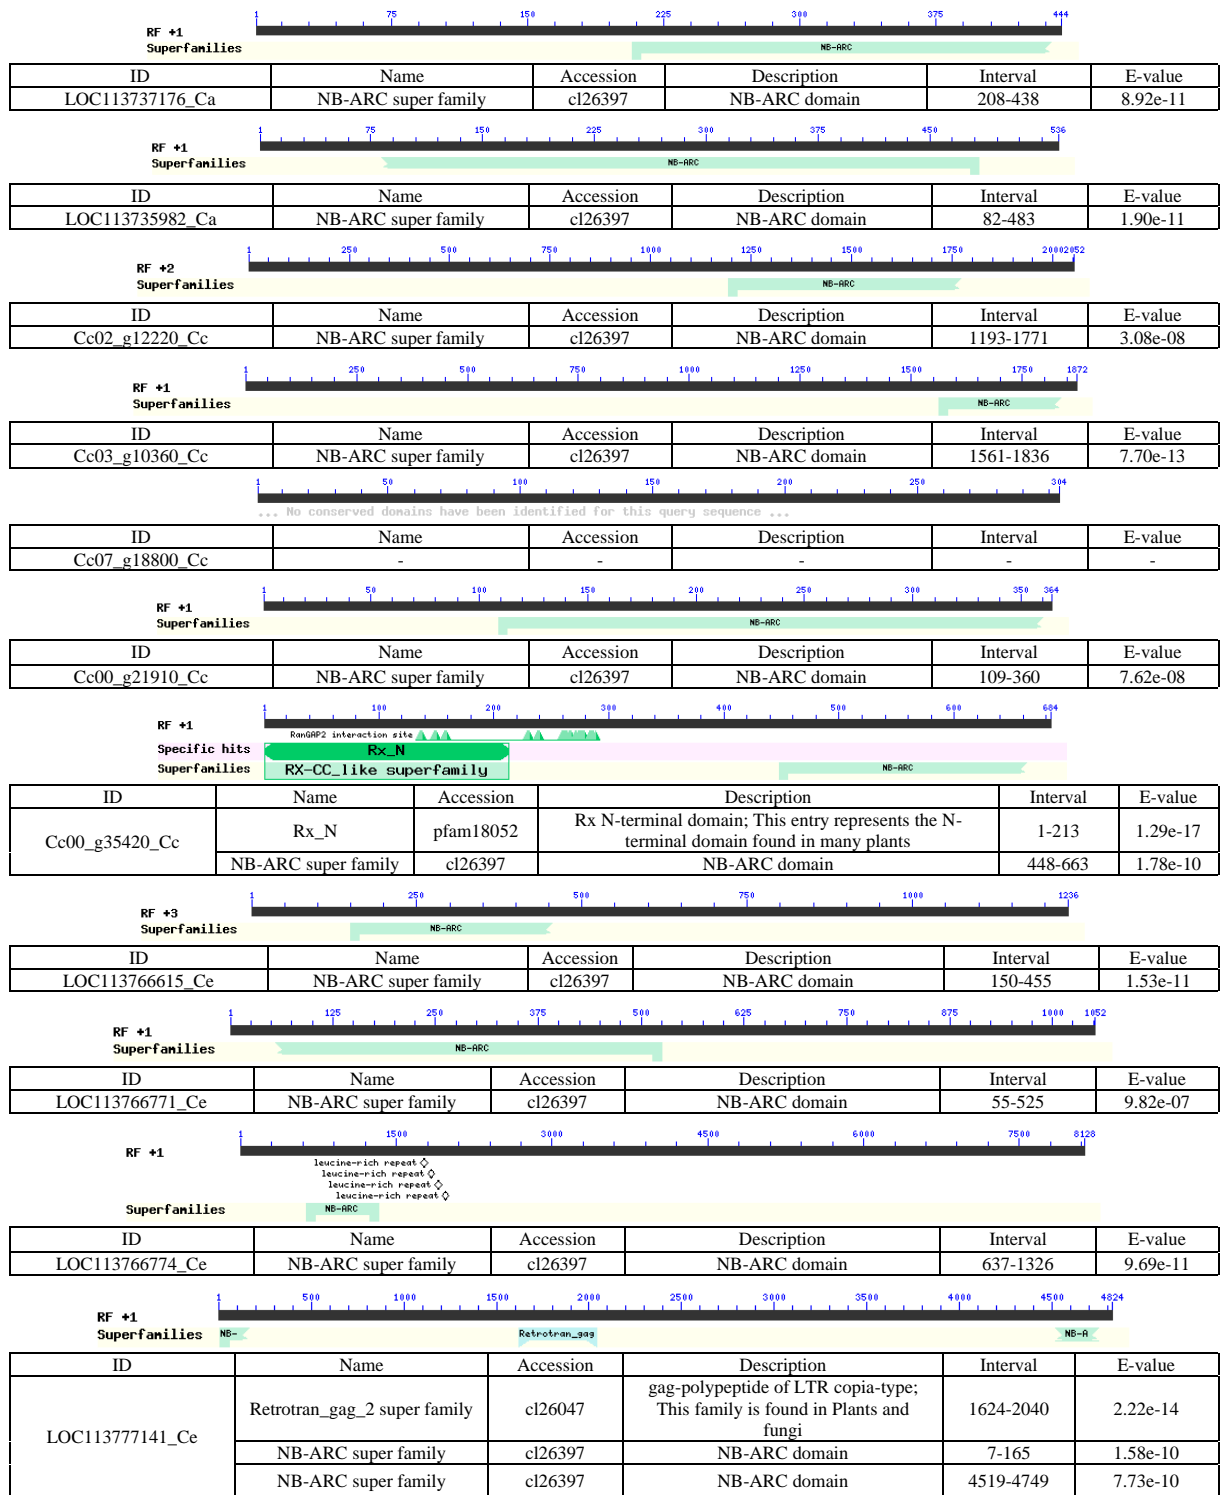 1 75 150 225 300 375 444
RF +1
Superfamilies NB-ARC
ID Name Accession Description Interval E-value
LOC113737176_Ca NB-ARC super family cl26397 NB-ARC domain 208-438 8.92e-11
1 75 150 225 300 375 450 536
RF +1
Superfamilies NB-ARC
ID Name Accession Description Interval E-value
LOC113735982_Ca NB-ARC super family cl26397 NB-ARC domain 82-483 1.90e-11
1 250 500 750 1000 1250 1500 1750 2000 2052
RF +2
Superfamilies NB-ARC
ID Name Accession Description Interval E-value
Cc02_g12220_Cc NB-ARC super family cl26397 NB-ARC domain 1193-1771 3.08e-08
1 250 500 750 1000 1250 1500 1750 1872
RF +1
Superfamilies NB-ARC
ID Name Accession Description Interval E-value
Cc03_g10360_Cc NB-ARC super family cl26397 NB-ARC domain 1561-1836 7.70e-13
1 50 100 150 200 250 304
... No conserved domains have been identified for this query sequence ...
ID Name Accession Description Interval E-value
Cc07_g18800_Cc - - - - -
1 50 100 150 200 250 300 350 364
RF +1
Superfamilies NB-ARC
ID Name Accession Description Interval E-value
Cc00_g21910_Cc NB-ARC super family cl26397 NB-ARC domain 109-360 7.62e-08
1 100 200 300 400 500 600 684
RF +1
RanGAP2 interaction site
Specific hits Rx_N
Superfamilies RX-CC_like superfamily NB-ARC
ID Name Accession Description Interval E-value
Cc00_g35420_Cc Rx_N pfam18052 Rx N-terminal domain; This entry represents the N-
terminal domain found in many plants 1-213 1.29e-17
NB-ARC super family cl26397 NB-ARC domain 448-663 1.78e-10
1 250 500 750 1000 1236
RF +3
Superfamilies NB-ARC
ID Name Accession Description Interval E-value
LOC113766615_Ce NB-ARC super family cl26397 NB-ARC domain 150-455 1.53e-11
1 125 250 375 500 625 750 875 1000 1052
RF +1
Superfamilies NB-ARC
ID Name Accession Description Interval E-value
LOC113766771_Ce NB-ARC super family cl26397 NB-ARC domain 55-525 9.82e-07
1 1500 3000 4500 6000 7500 8128
RF +1
leucine-rich repeat
leucine-rich repeat
leucine-rich repeat
leucine-rich repeat
Superfamilies NB-ARC
ID Name Accession Description Interval E-value
LOC113766774_Ce NB-ARC super family cl26397 NB-ARC domain 637-1326 9.69e-11
1 500 1000 1500 2000 2500 3000 3500 4000 4500 4824
RF +1
Superfamilies NB- Retrotran_gag NB-A
ID Name Accession Description Interval E-value
LOC113777141_Ce Retrotran_gag_2 super family cl26047 gag-polypeptide of LTR copia-type;
This family is found in Plants and
fungi 1624-2040 2.22e-14
NB-ARC super family cl26397 NB-ARC domain 7-165 1.58e-10
NB-ARC super family cl26397 NB-ARC domain 4519-4749 7.73e-10